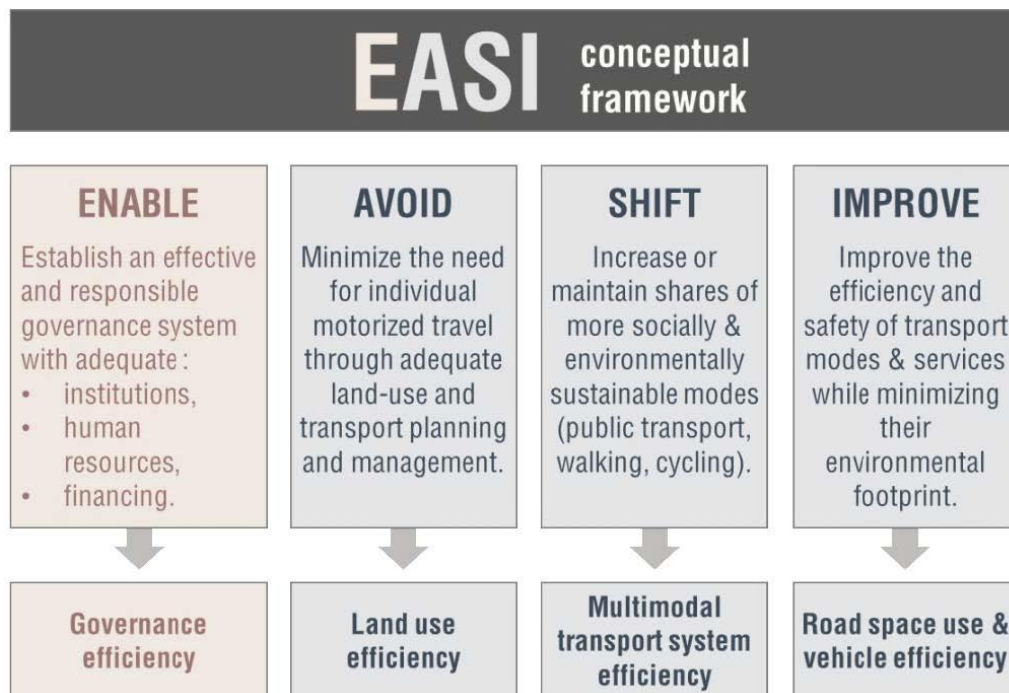 EASI conceptual
framework
ENABLE
Establish an effective
and responsible
governance system
with adequate :
• institutions,
• human
resources,
• financing.
AVOID
Minimize the need
for individual
motorized travel
through adequate
land-use and
transport planning
and management.
SHIFT
Increase or
maintain shares of
more socially &
environmentally
sustainable modes
(public transport,
walking, cycling).
IMPROVE
Improve the
efficiency and
safety of transport
modes & services
while minimizing
their
environmental
footprint.
Governance
efficiency
Land use
efficiency
Multimodal
transport system
efficiency
Road space use &
vehicle efficiency